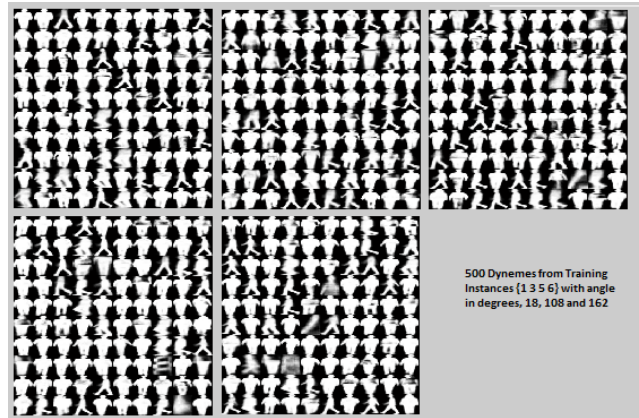 500 Dynemes from Training
Instances {1 3 5 6} with angle
in degrees, 18, 108 and 162